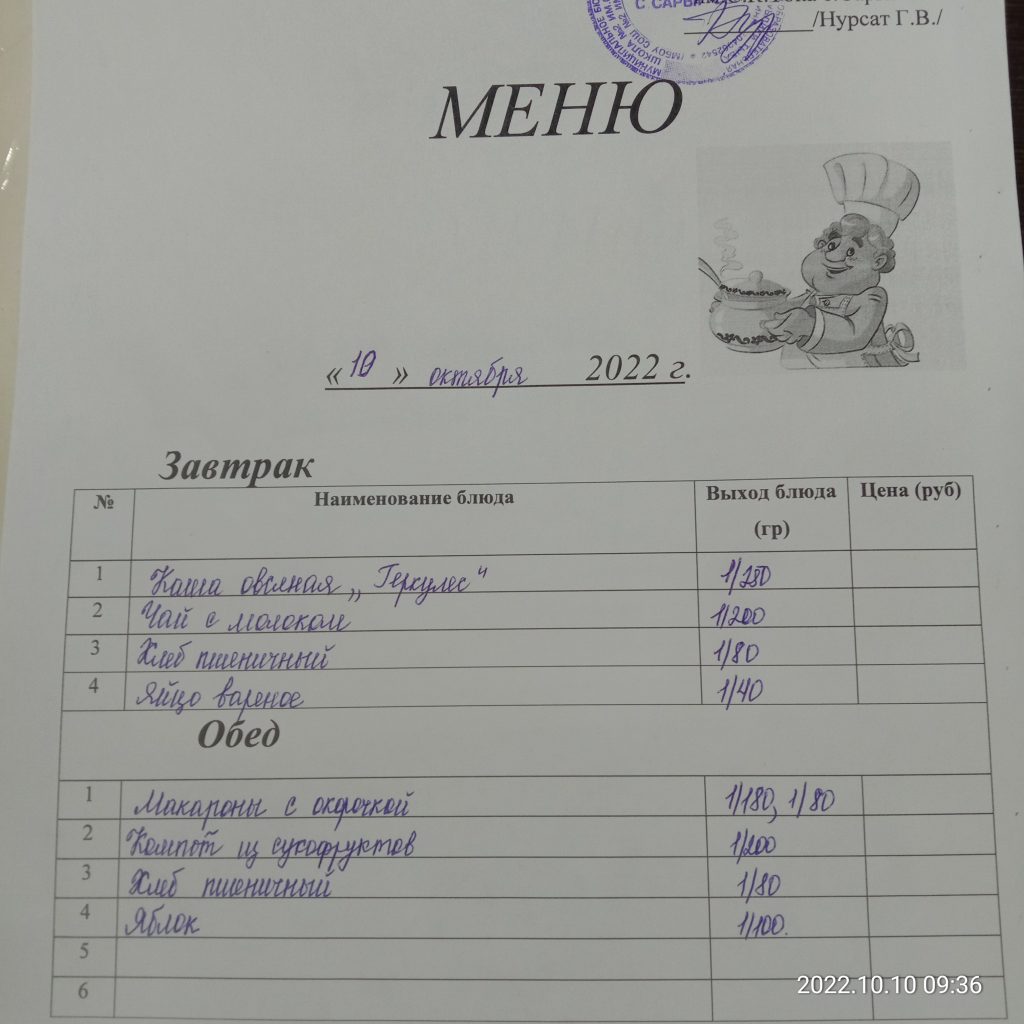 С САРЫ
/Нурсат Г.В./
МЕНЮ
« 10 » октября 2022 г.
Завтрак
№ Наименование блюда Выход блюда (гр) Цена (руб)
1 Каша овсяная „Геркулес" 1/250
2 Чай с молоком 1/200
3 Хлеб пшеничный 1/80
4 Яйцо вареное 1/40
Обед
1 Макароны с окорочкой 1/180, 1/80
2 Компот из сухофруктов 1/200
3 Хлеб пшеничный 1/80
4 Яблок 1/100.
5
6
2022.10.10 09:36